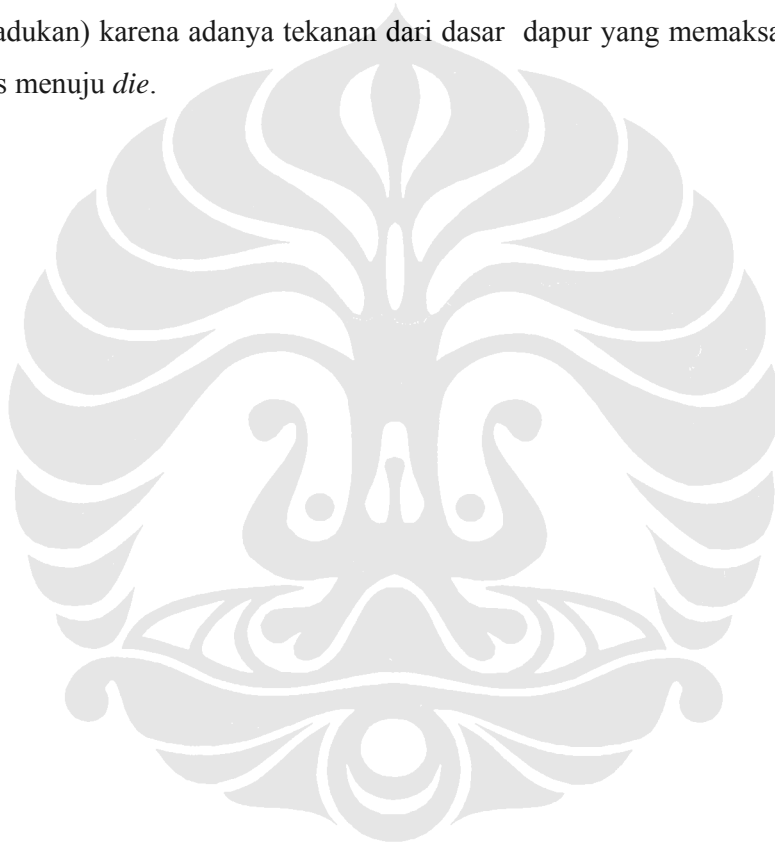 adukan) karena adanya tekanan dari dasar dapur yang memaksa
s menuju die.